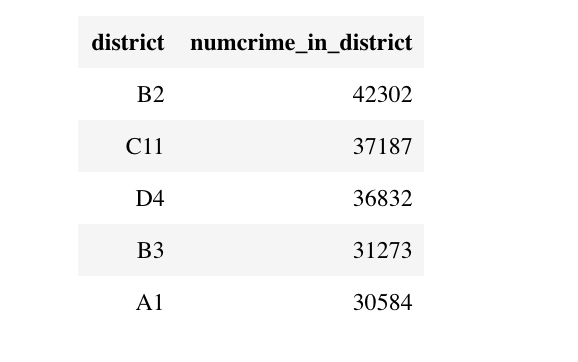 district numcrime_in_district
B2 42302
C11 37187
D4 36832
B3 31273
A1 30584